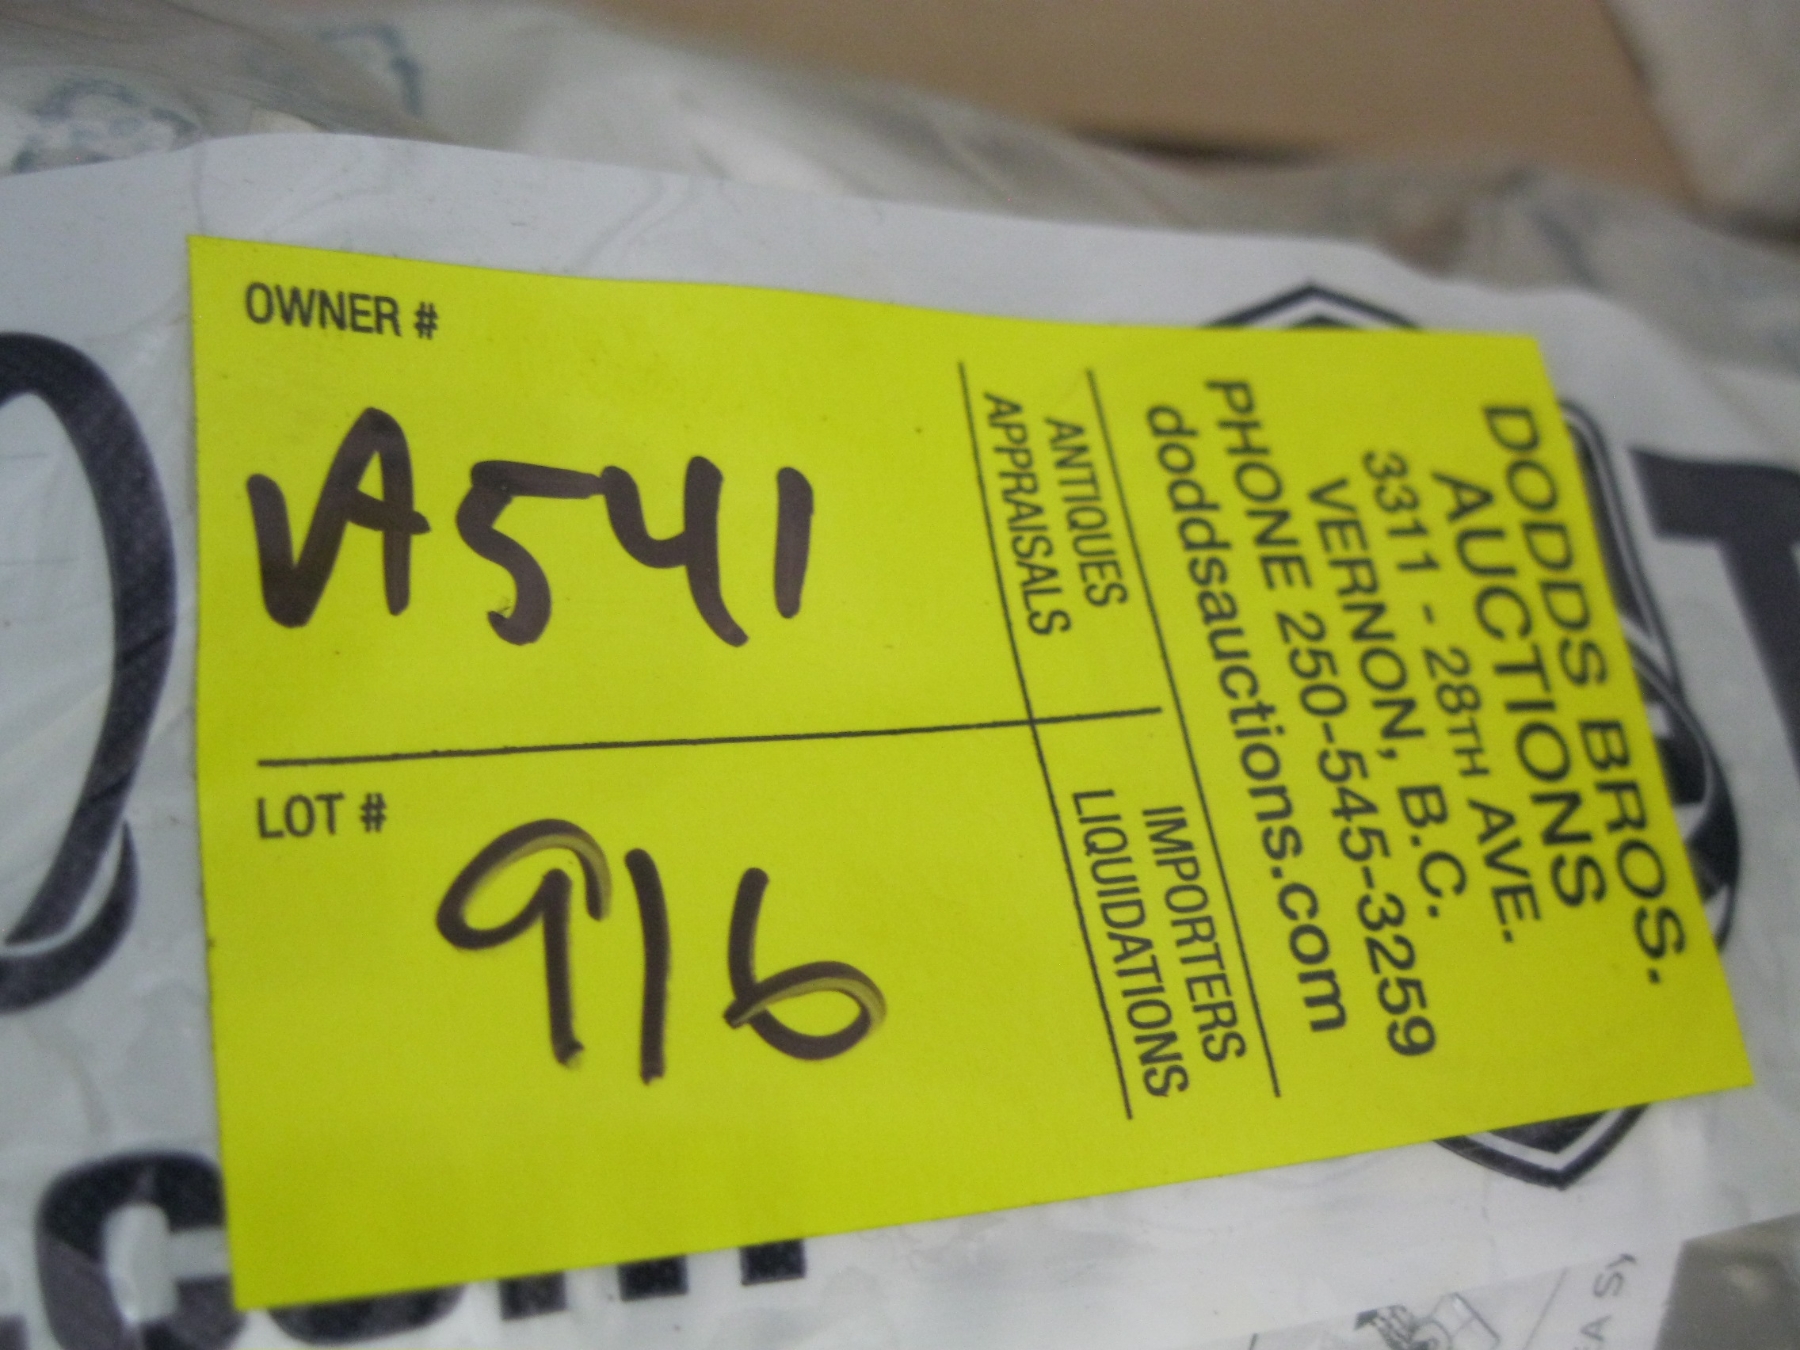 OWNER #
A541
LOT #
916
ANTIQUES
APPRAISALS
IMPORTERS
LIQUIDATIONS
DODDS BROS.
AUCTIONS
3311 - 28TH AVE.
VERNON, B.C.
PHONE 250-545-3259
doddsauctions.com